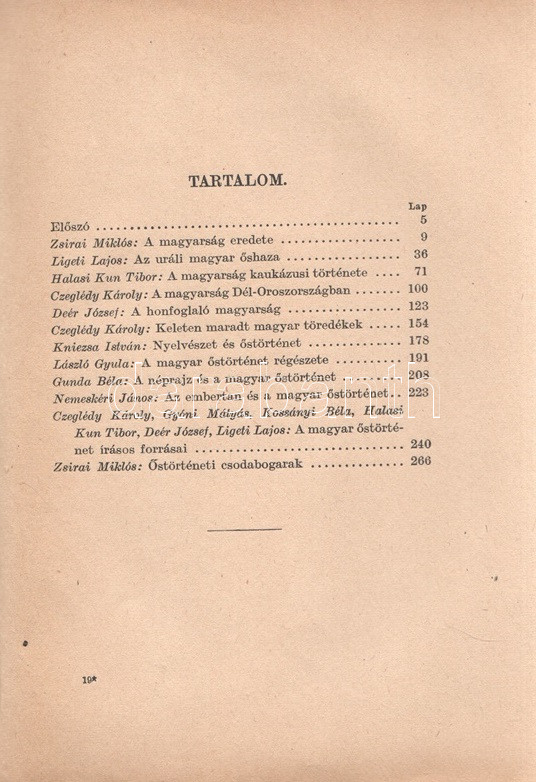 TARTALOM.
Lap
Előszó 5
Zsirai Miklós: A magyarság eredete 9
Ligeti Lajos: Az uráli magyar őshaza 36
Halasi Kun Tibor: A magyarság kaukázusi története 71
Czeglédy Károly: A magyarság Dél-Oroszországban 100
Deér József: A honfoglaló magyarság 123
Czeglédy Károly: Keleten maradt magyar töredékek 154
Kniezsa István: Nyelvészet és őstörténet 178
László Gyula: A magyar őstörténet régészete 191
Gunda Béla: A néprajz és a magyar őstörténet 208
Nemeskéri János: Az embertan és a magyar őstörténet 223
Czeglédy Károly, Gyóni Mátyás, Kossányi Béla, Halasi
Kun Tibor, Deér József, Ligeti Lajos: A magyar őstörté-
net írásos forrásai 240
Zsirai Miklós: Őstörténeti csodabogarak 266
darabanth
19*